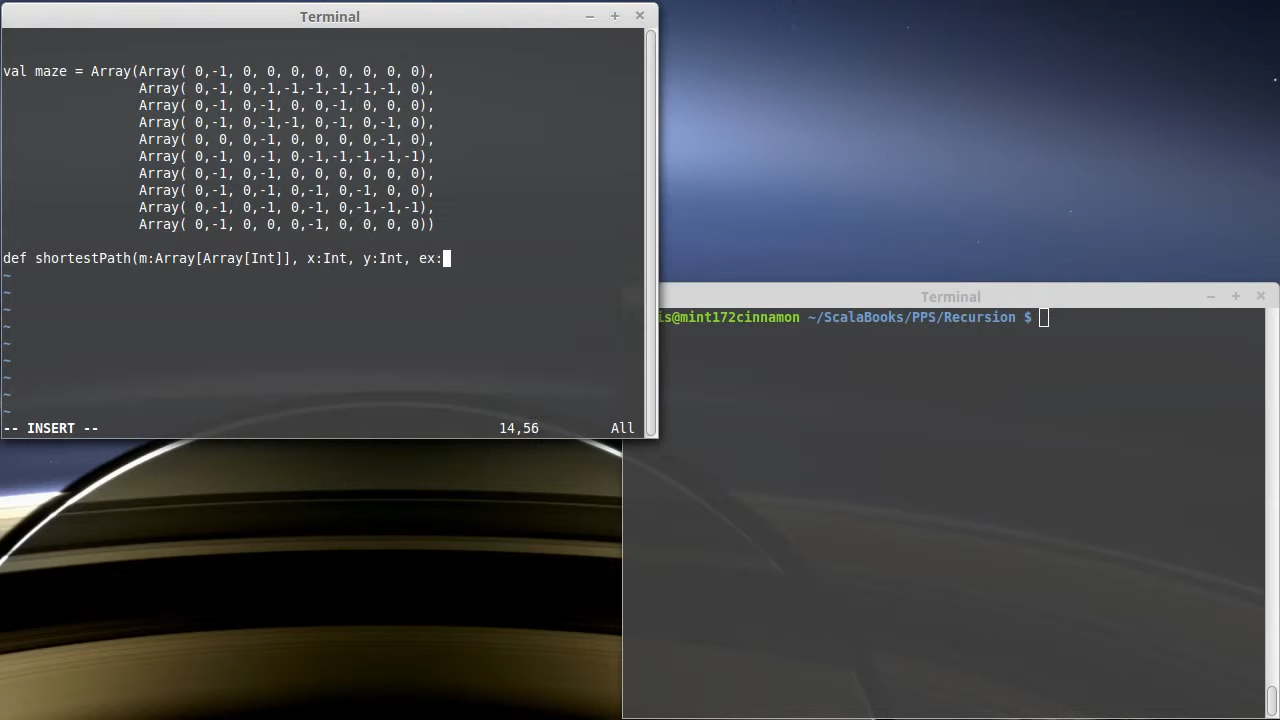 Terminal
val maze = Array(Array( 0,-1, 0, 0, 0, 0, 0, 0, 0, 0),
Array( 0,-1, 0,-1,-1,-1,-1,-1,-1, 0),
Array( 0,-1, 0,-1, 0, 0,-1, 0, 0, 0),
Array( 0,-1, 0,-1,-1, 0,-1, 0,-1, 0),
Array( 0, 0, 0,-1, 0, 0, 0, 0,-1, 0),
Array( 0,-1, 0,-1, 0,-1,-1,-1,-1,-1),
Array( 0,-1, 0,-1, 0, 0, 0, 0, 0, 0),
Array( 0,-1, 0,-1, 0,-1, 0,-1, 0, 0),
Array( 0,-1, 0,-1, 0,-1, 0,-1,-1,-1),
Array( 0,-1, 0, 0, 0,-1, 0, 0, 0, 0))
def shortestPath(m:Array[Array[Int]], x:Int, y:Int, ex:
~
~
~
~
~
~
~
~
~
-- INSERT -- 14,56 All
Terminal
is@mint172cinnamon ~/ScalaBooks/PPS/Recursion $